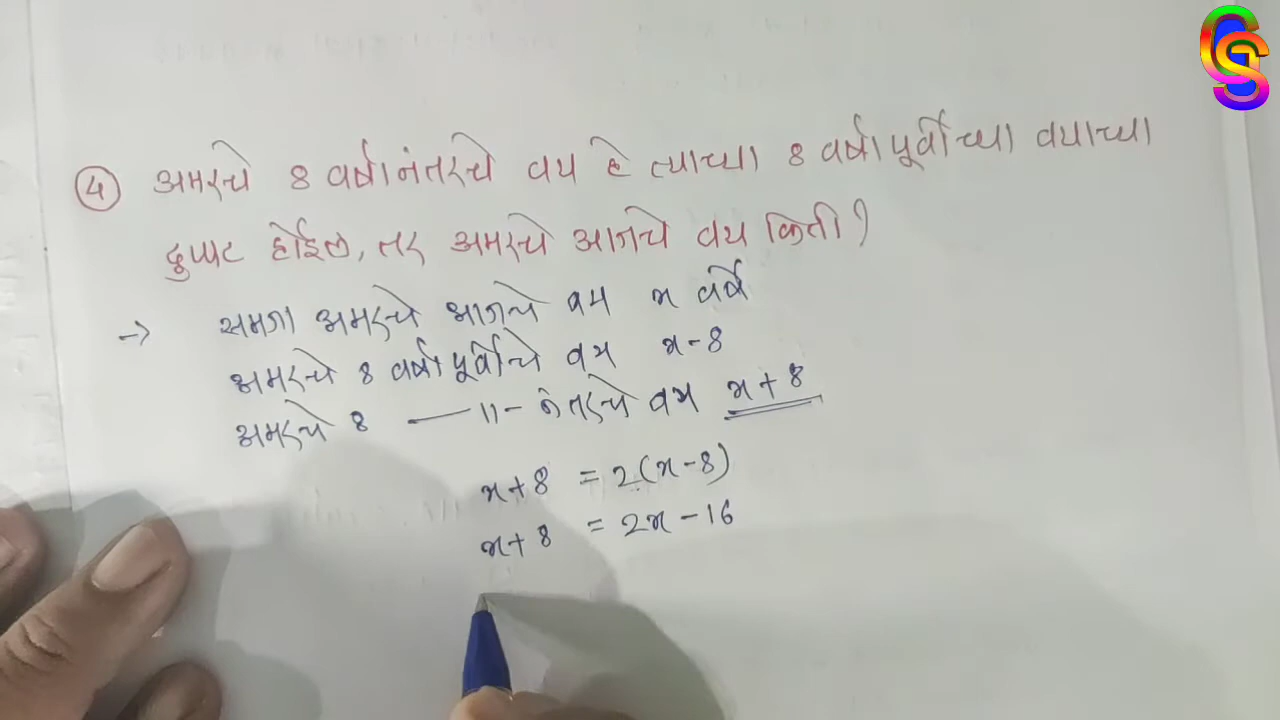 ④ अमरचे 8 वर्षानंतरचे वय हे त्याच्या 8 वर्षापूर्वीच्या वयाच्या
दुप्पट होईल, तर अमरचे आजचे वय किती?
→ समजा अमरचे आजचे वय x वर्षे
अमरचे 8 वर्षापूर्वीचे वय x-8
अमरचे 8 —— 11 - नंतरचे वय x + 8
x+8 = 2(x-8)
x+8 = 2x-16